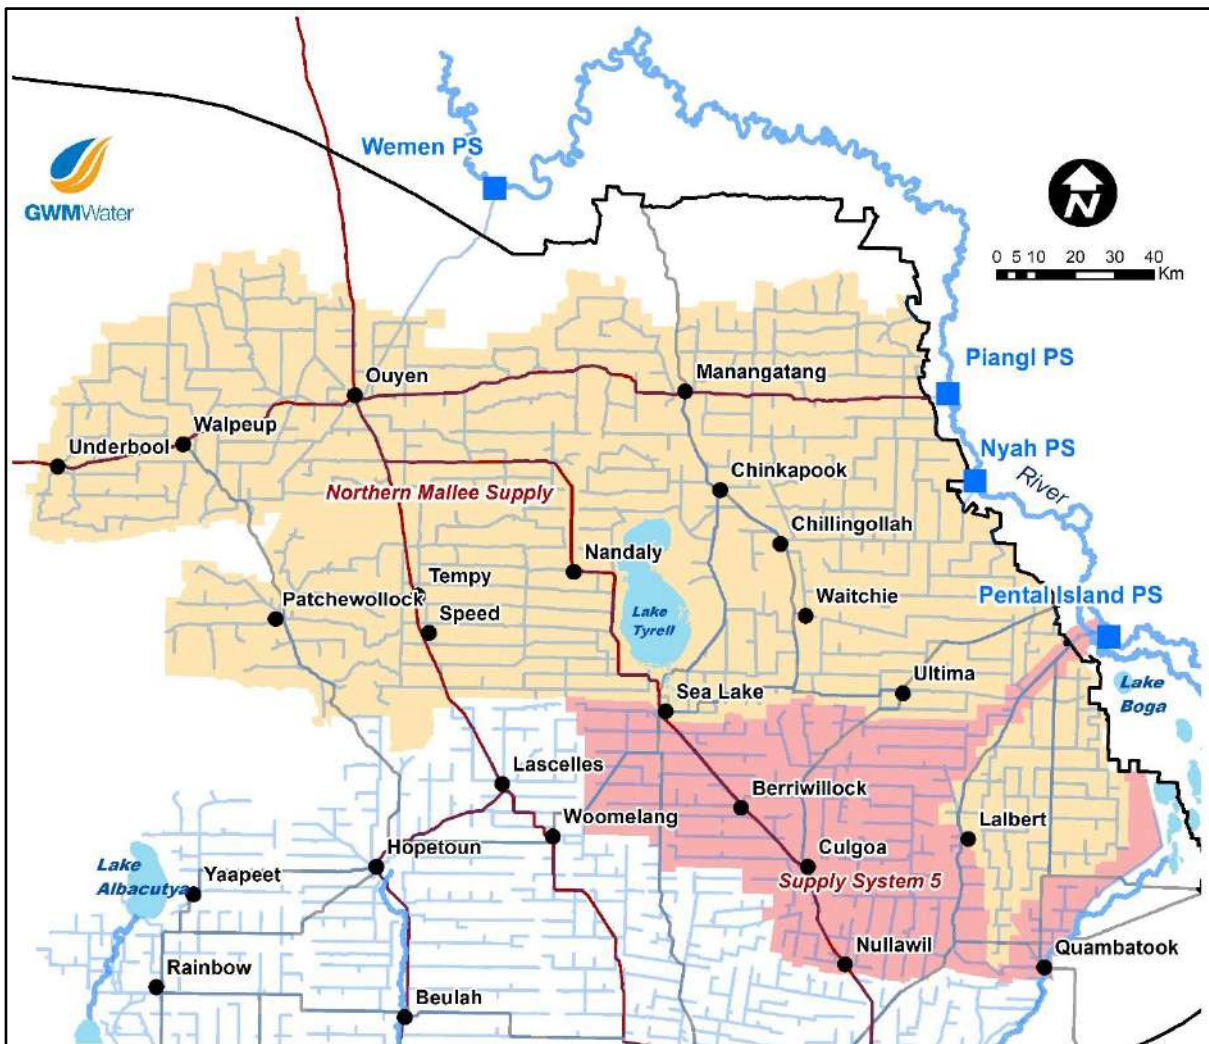 Wemen PS
GWMWater
N
0 5 10 20 30 40
Km
Piangl PS
Ouyen
Manangatang
Walpeup
Underbool
Nyah PS
River
Chinkapook
Northern Mallee Supply
Chillingollah
Nandaly
Tempy
Patchewollock
Speed
Lake
Tyrell
Waitchie
Pental Island PS
Ultima
Sea Lake
Lake
Boga
Lascelles
Berriwillock
Woomelang
Lalbert
Hopetoun
Culgoa
Lake
Albacutya
Yaapeet
Supply System 5
Nullawil
Quambatook
Rainbow
Beulah